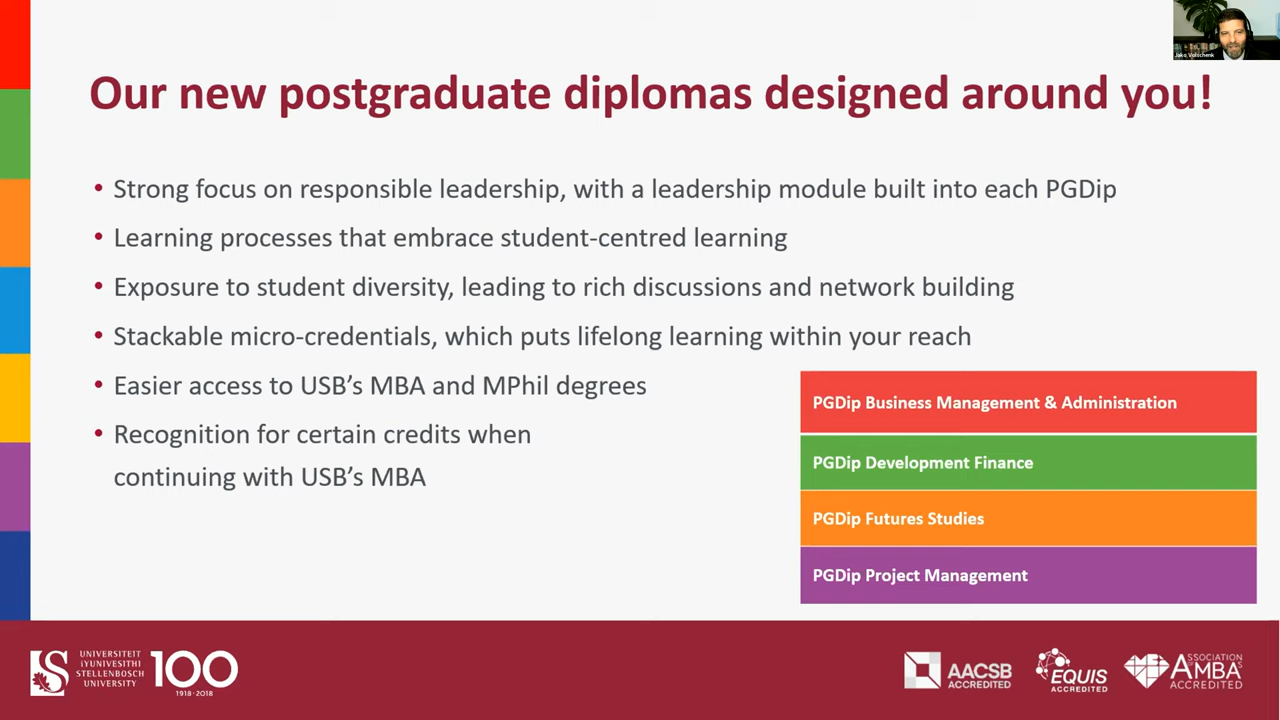 Jako Volschenk
Our new postgraduate diplomas designed around you!
• Strong focus on responsible leadership, with a leadership module built into each PGDip
• Learning processes that embrace student-centred learning
• Exposure to student diversity, leading to rich discussions and network building
• Stackable micro-credentials, which puts lifelong learning within your reach
• Easier access to USB's MBA and MPhil degrees
• Recognition for certain credits when
continuing with USB's MBA
PGDip Business Management & Administration
PGDip Development Finance
PGDip Futures Studies
PGDip Project Management
UNIVERSITEIT
iYUNIVESITHI
STELLENBOSCH
UNIVERSITY
100
1918·2018
AACSB
ACCREDITED
EQUIS
ACCREDITED
ASSOCIATION
OF MBA'S
AMBA
ACCREDITED